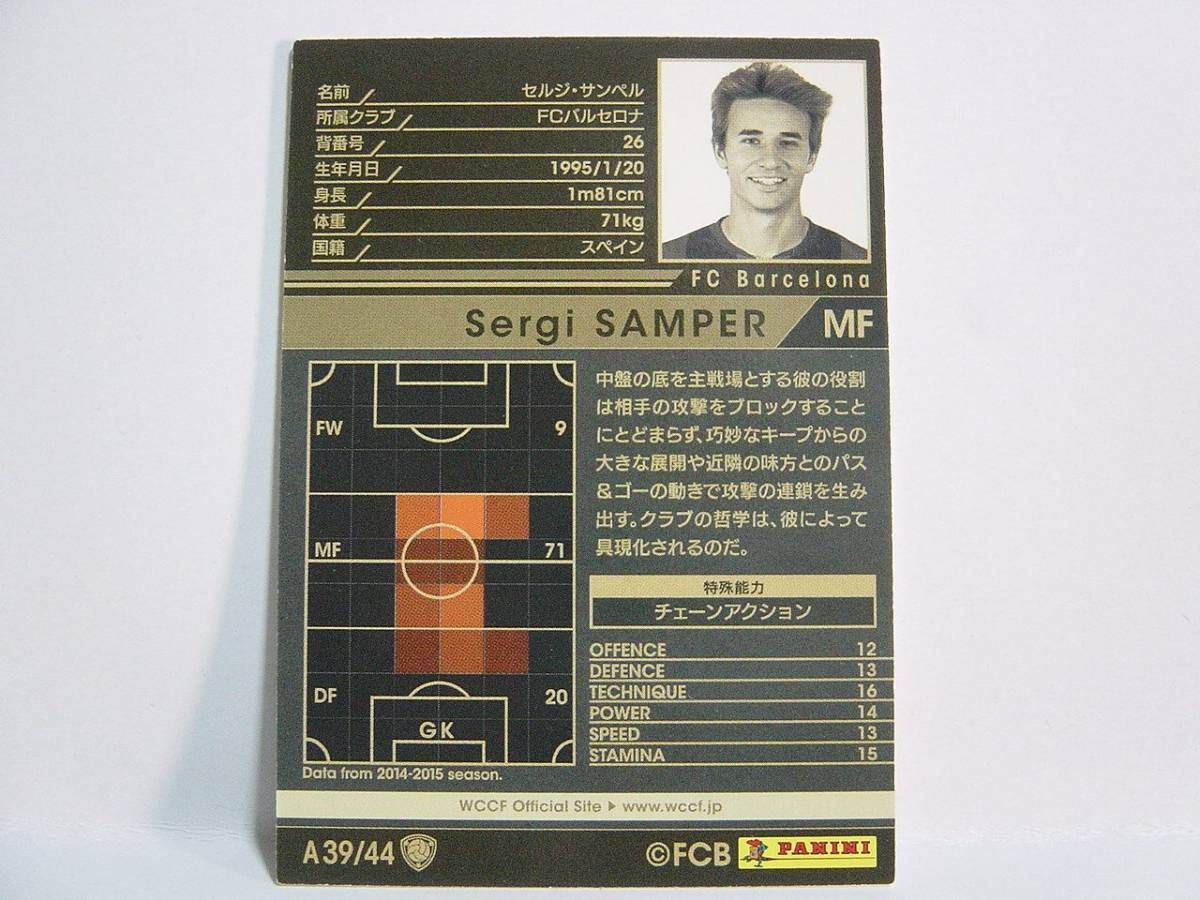 名前 セルジ・サンペル
所属クラブ FCバルセロナ
背番号 26
生年月日 1995/1/20
身長 1m81cm
体重 71kg
国籍 スペイン
FC Barcelona
Sergi SAMPER MF
FW 9
MF 71
DF 20
GK
Data from 2014-2015 season.
中盤の底を主戦場とする彼の役割
は相手の攻撃をブロックすること
にとどまらず、巧妙なキープからの
大きな展開や近隣の味方とのパス
&ゴーの動きで攻撃の連鎖を生み
出す。クラブの哲学は、彼によって
具現化されるのだ。
特殊能力
チェーンアクション
OFFENCE 12
DEFENCE 13
TECHNIQUE 16
POWER 14
SPEED 13
STAMINA 15
WCCF Official Site ▶ www.wccf.jp
A39/44 ©FCB PANINI